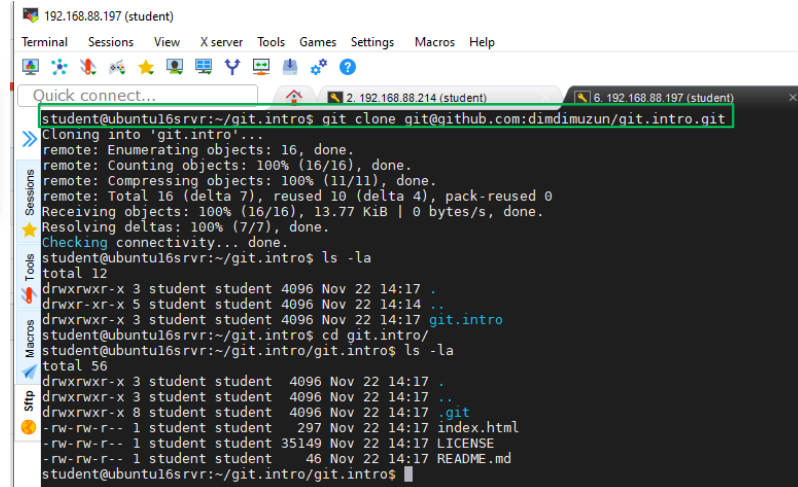 192.168.88.197 (student)
Terminal Sessions View X server Tools Games Settings Macros Help
Quick connect...
2. 192.168.88.214 (student)
6. 192.168.88.197 (student)
Sessions
Tools
Macros
Sftp
student@ubuntu16srvr:~/git.intro$ git clone git@github.com:dimdimuzun/git.intro.git
Cloning into 'git.intro'...
remote: Enumerating objects: 16, done.
remote: Counting objects: 100% (16/16), done.
remote: Compressing objects: 100% (11/11), done.
remote: Total 16 (delta 7), reused 10 (delta 4), pack-reused 0
Receiving objects: 100% (16/16), 13.77 KiB | 0 bytes/s, done.
Resolving deltas: 100% (7/7), done.
Checking connectivity... done.
student@ubuntu16srvr:~/git.intro$ ls -la
total 12
drwxrwxr-x 3 student student 4096 Nov 22 14:17 .
drwxr-xr-x 5 student student 4096 Nov 22 14:14 ..
drwxrwxr-x 3 student student 4096 Nov 22 14:17 git.intro
student@ubuntu16srvr:~/git.intro$ cd git.intro/
student@ubuntu16srvr:~/git.intro/git.intro$ ls -la
total 56
drwxrwxr-x 3 student student  4096 Nov 22 14:17 .
drwxrwxr-x 3 student student  4096 Nov 22 14:17 ..
drwxrwxr-x 8 student student  4096 Nov 22 14:17 .git
-rw-rw-r-- 1 student student   297 Nov 22 14:17 index.html
-rw-rw-r-- 1 student student 35149 Nov 22 14:17 LICENSE
-rw-rw-r-- 1 student student    46 Nov 22 14:17 README.md
student@ubuntu16srvr:~/git.intro/git.intro$